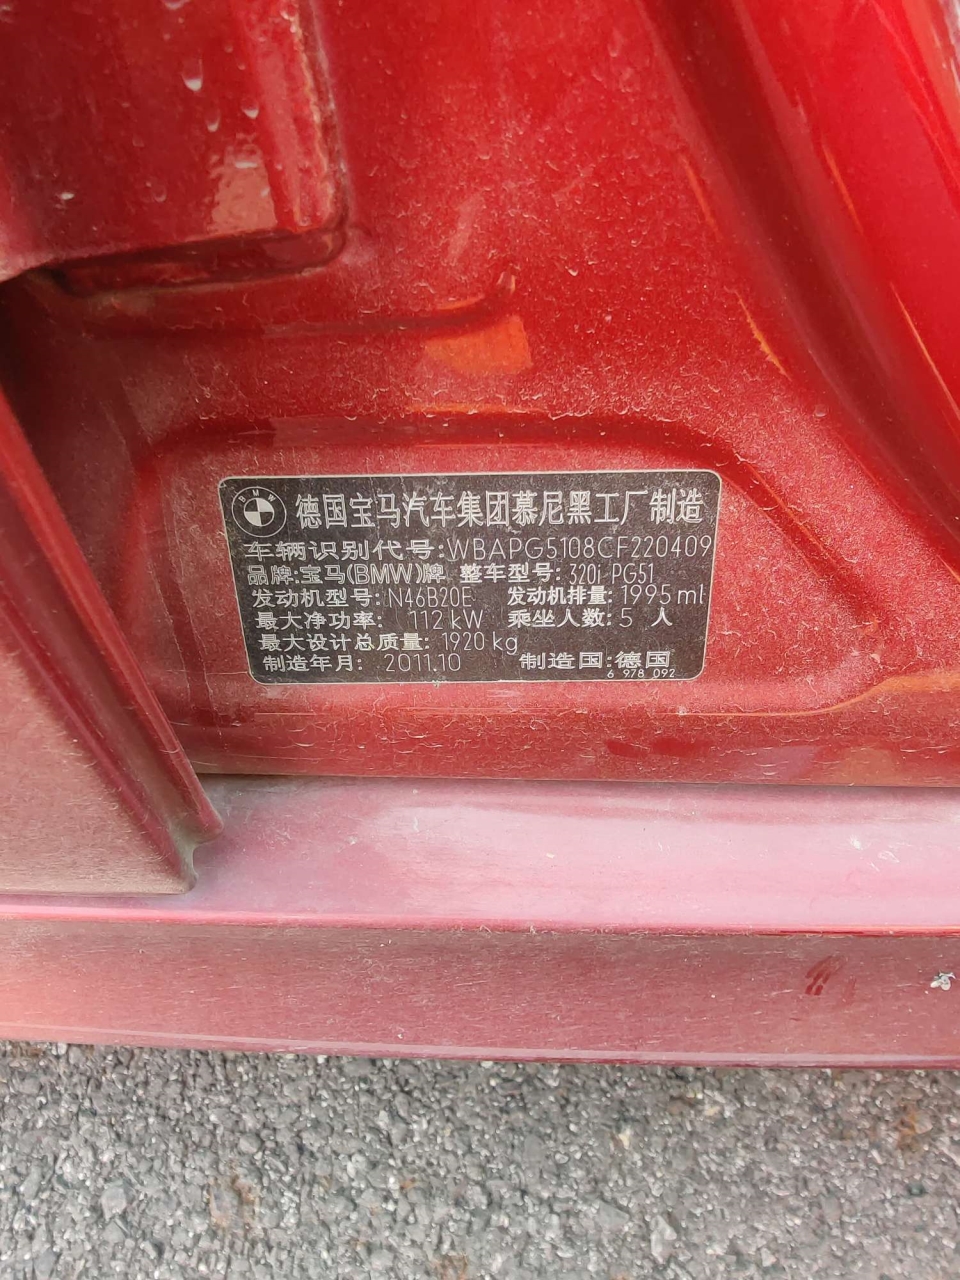 BMW
德国宝马汽车集团慕尼黑工厂制造
车辆识别代号:WBAPG5108CF220409
品牌:宝马(BMW)牌 整车型号: 320i PG51
发动机型号: N46B20E 发动机排量: 1995 ml
最大净功率: 112 kW 乘坐人数: 5 人
最大设计总质量: 1920 kg
制造年月: 2011.10 制造国:德国
6 978 092